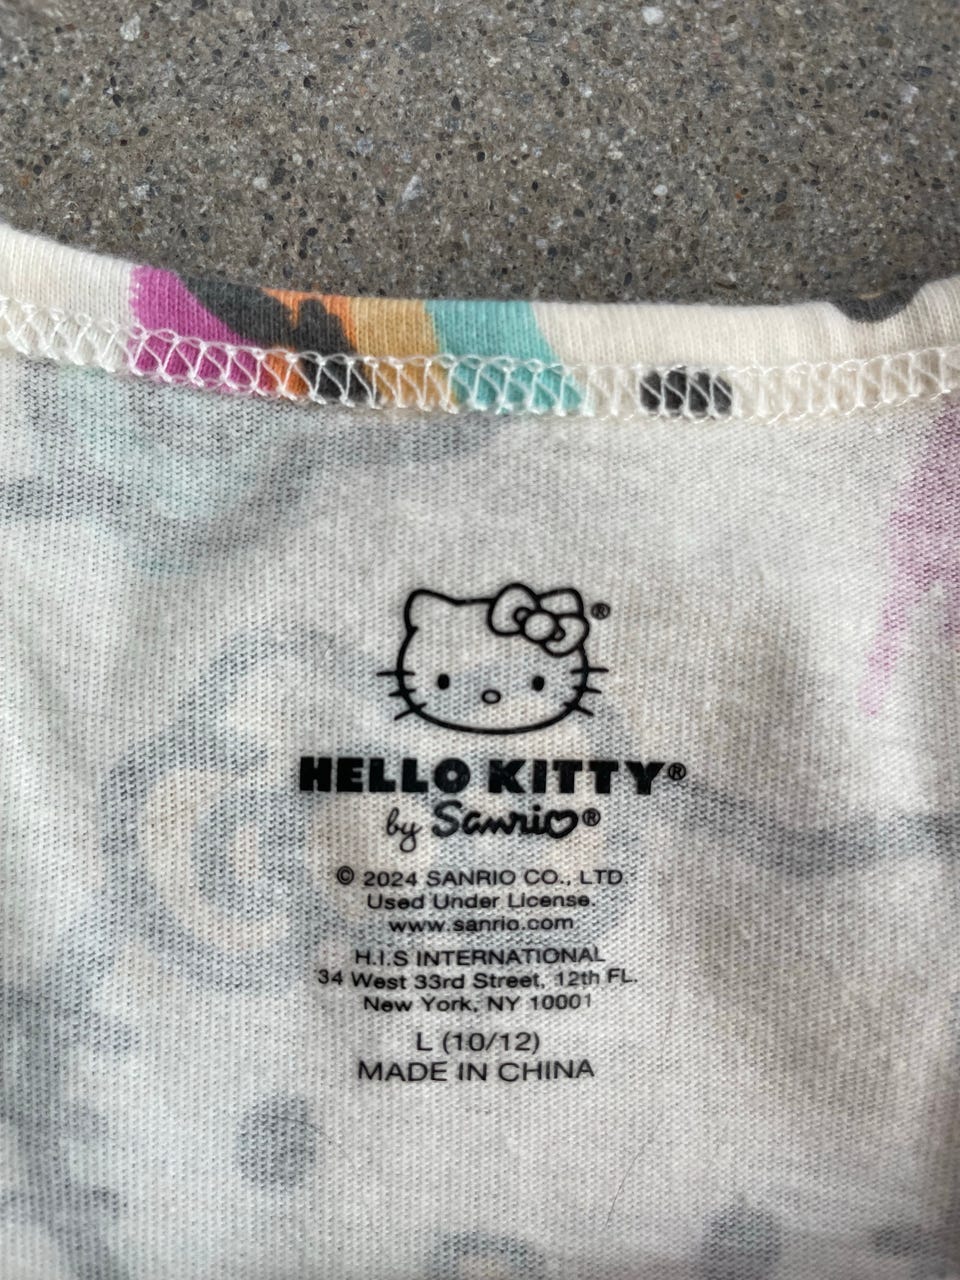 ®
HELLO KITTY®
by Sanrio®
© 2024 SANRIO CO., LTD.
Used Under License.
www.sanrio.com
H.I.S INTERNATIONAL
34 West 33rd Street, 12th FL.
New York, NY 10001
L (10/12)
MADE IN CHINA